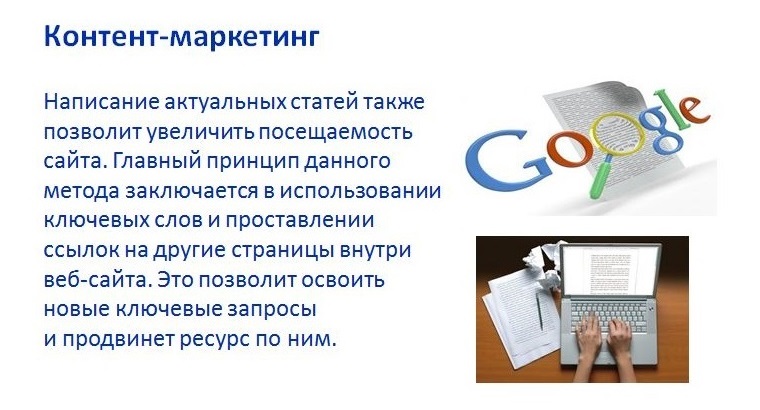 Контент-маркетинг
Написание актуальных статей также
позволит увеличить посещаемость
сайта. Главный принцип данного
метода заключается в использовании
ключевых слов и проставлении
ссылок на другие страницы внутри
веб-сайта. Это позволит освоить
новые ключевые запросы
и продвинет ресурс по ним.
Google